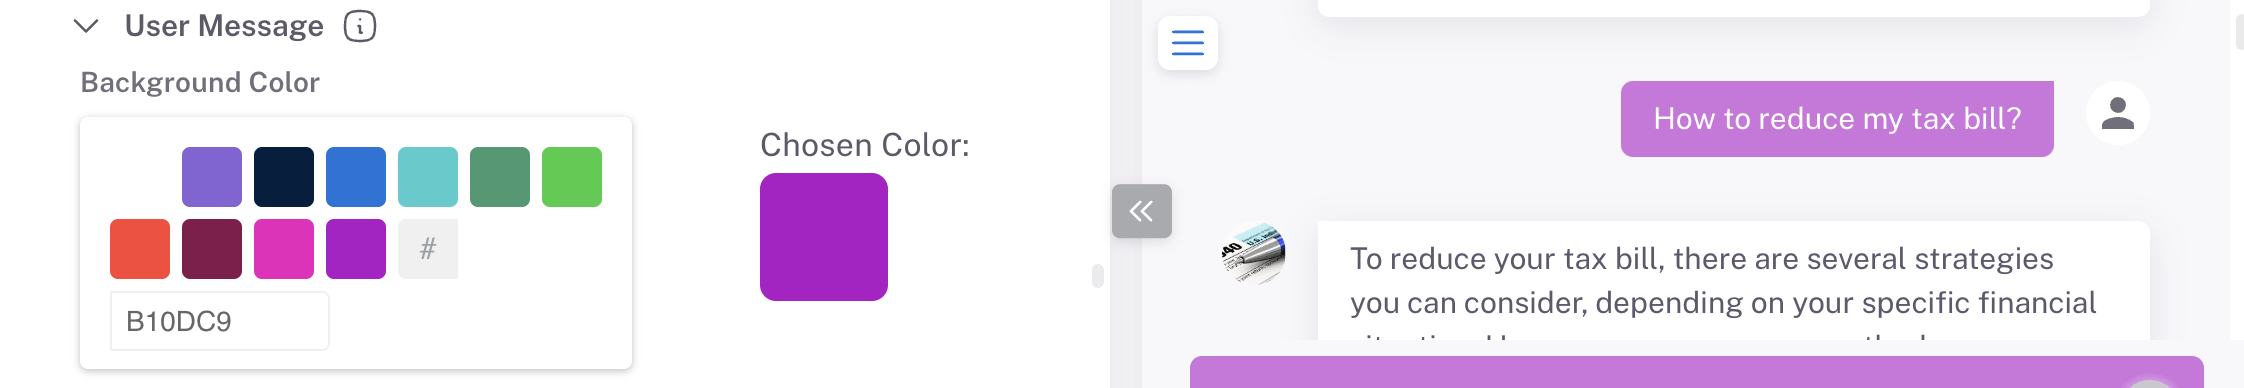 User Message
Background Color
#
B10DC9
Chosen Color:
How to reduce my tax bill?
To reduce your tax bill, there are several strategies
you can consider, depending on your specific financial